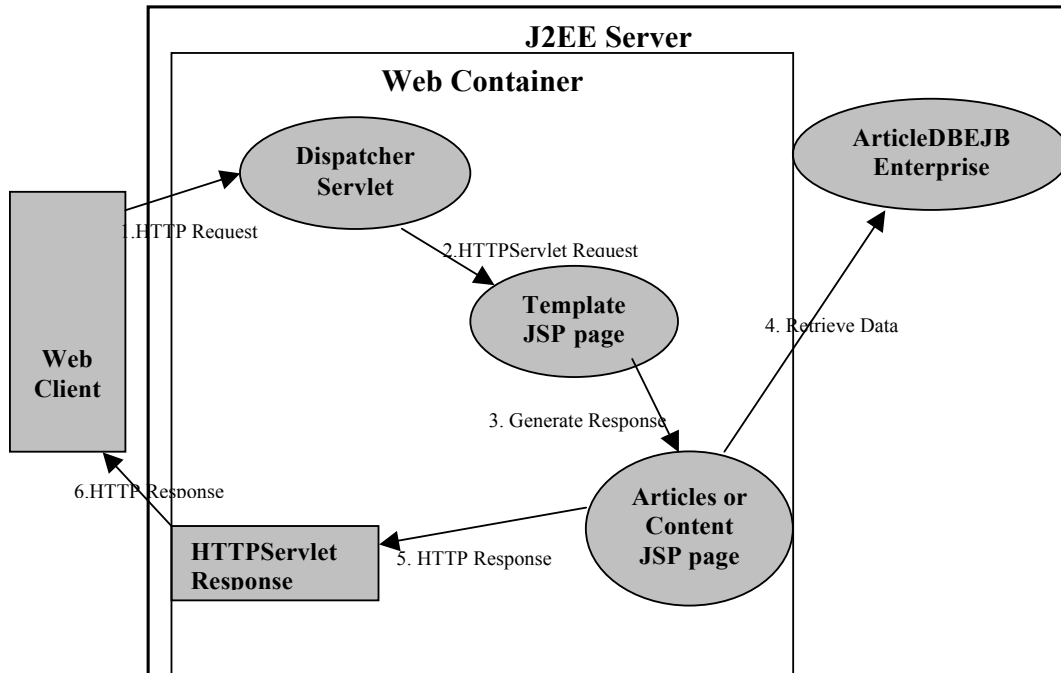 J2EE Server
Web Container
Dispatcher
Servlet
ArticleDBEJB
Enterprise
1.HTTP Request
2.HTTPServlet Request
Template
JSP page
4. Retrieve Data
Web
Client
3. Generate Response
6.HTTP Response
Articles or
Content
JSP page
HTTPServlet
Response
5. HTTP Response